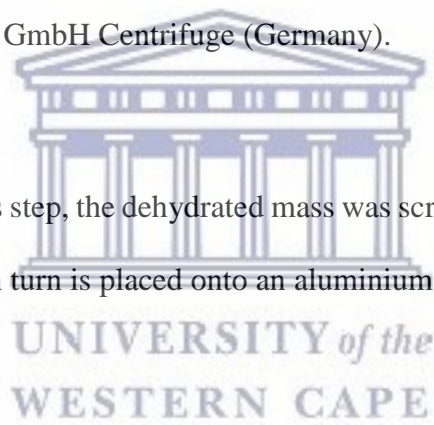 GmbH Centrifuge (Germany).
s step, the dehydrated mass was scr
turn is placed onto an aluminium
UNIVERSITY of the
WESTERN CAPE